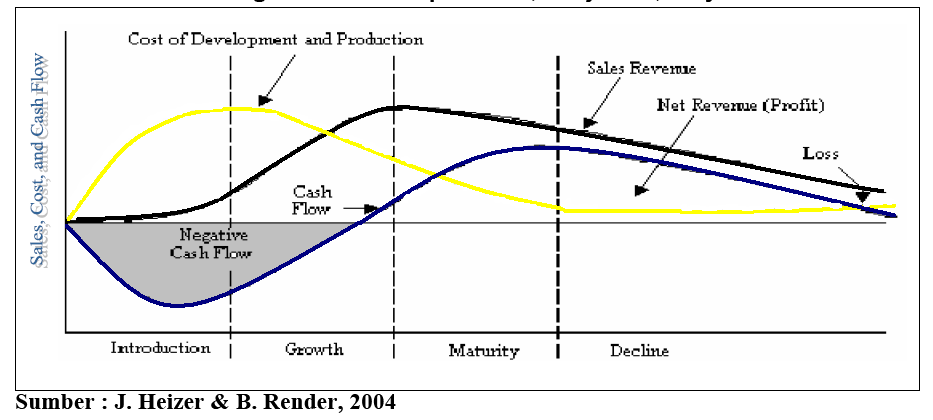 Cost of Development and Production
Sales Revenue
Net Revenue (Profit)
Loss
Cash
Flow
Negative
Cash Flow
Sales, Cost, and Cash Flow
Introduction
Growth
Maturity
Decline
Sumber : J. Heizer & B. Render, 2004